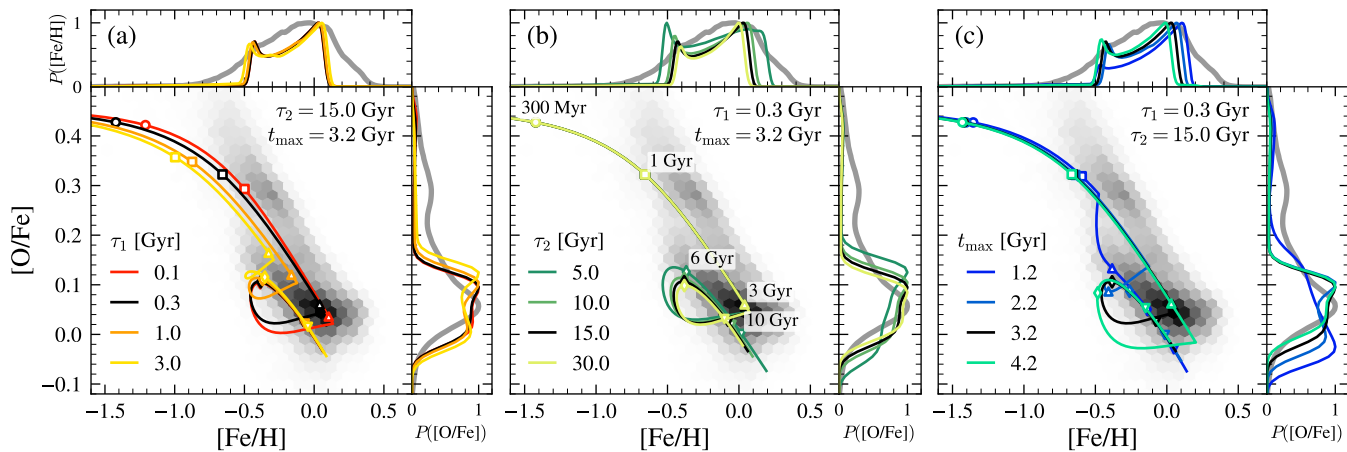 (a)
P([Fe/H])
1
0
τ₂ = 15.0 Gyr
t_max = 3.2 Gyr
[O/Fe]
0.4
0.3
0.2
0.1
0.0
−0.1
τ₁ [Gyr]
0.1
0.3
1.0
3.0
−1.5
−1.0
−0.5
0.0
0.5
[Fe/H]
0
1
P([O/Fe])
(b)
τ₁ = 0.3 Gyr
t_max = 3.2 Gyr
300 Myr
1 Gyr
6 Gyr
3 Gyr
10 Gyr
τ₂ [Gyr]
5.0
10.0
15.0
30.0
−1.5
−1.0
−0.5
0.0
0.5
[Fe/H]
0
1
P([O/Fe])
(c)
τ₁ = 0.3 Gyr
τ₂ = 15.0 Gyr
t_max [Gyr]
1.2
2.2
3.2
4.2
−1.5
−1.0
−0.5
0.0
0.5
[Fe/H]
0
1
P([O/Fe])